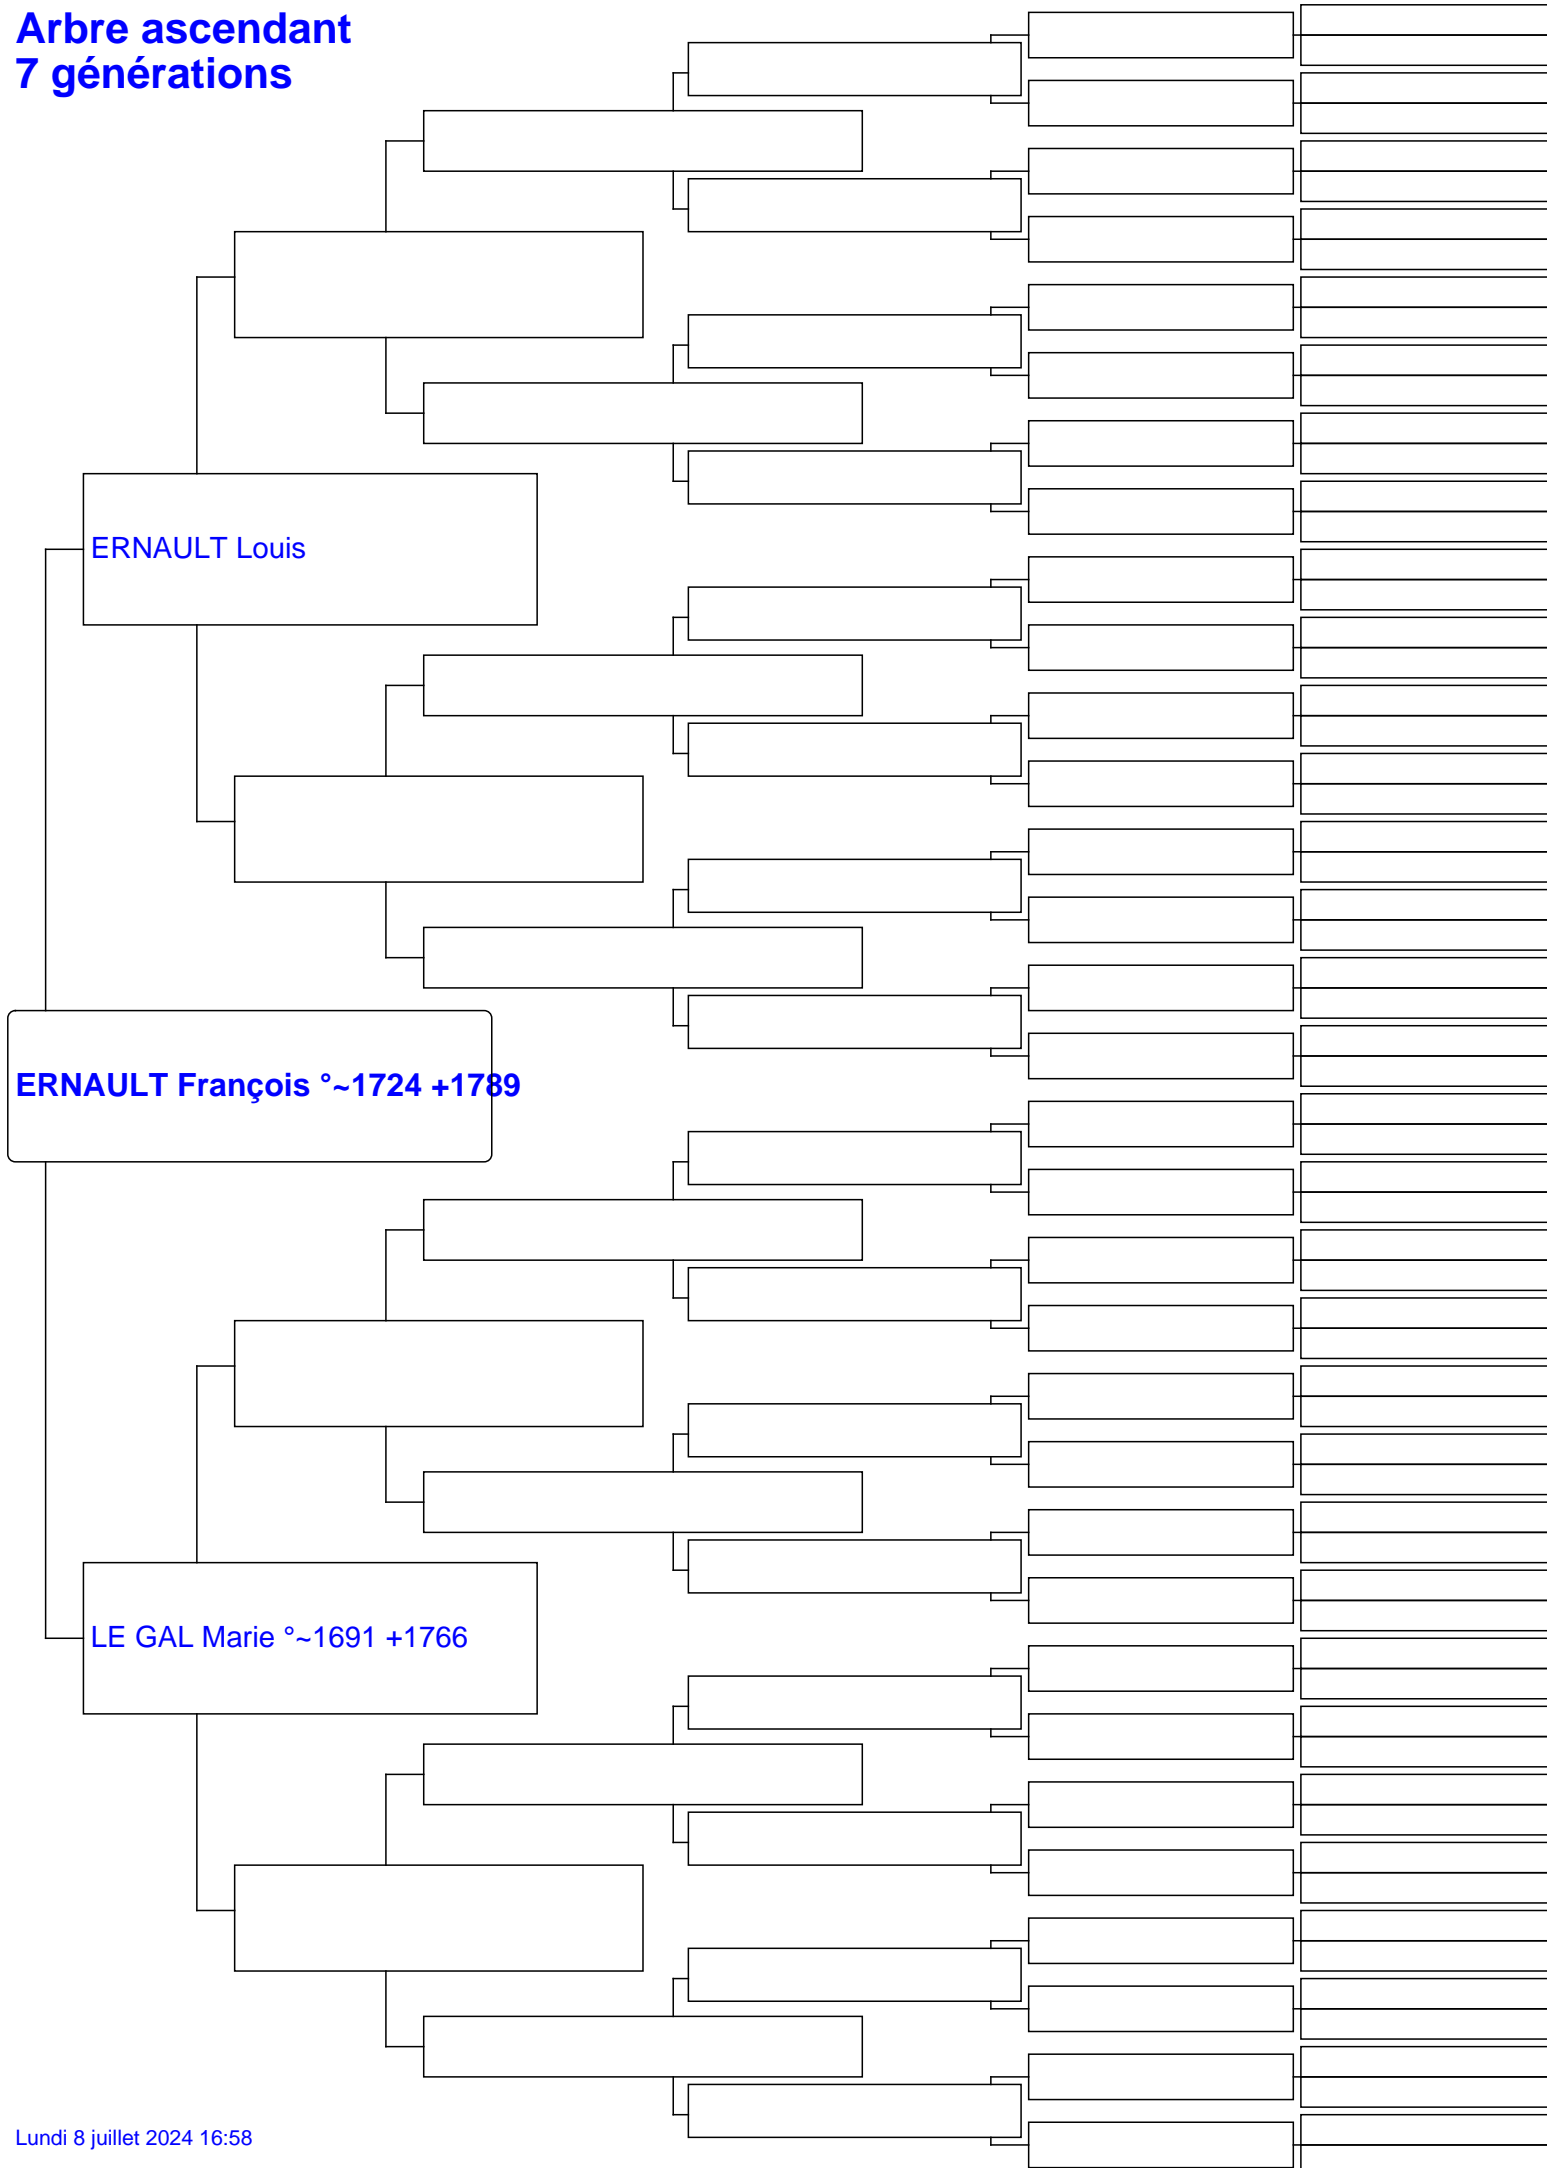 Arbre ascendant
7 générations
ERNAULT Louis
ERNAULT François °~1724 +1789
LE GAL Marie °~1691 +1766
Lundi 8 juillet 2024 16:58